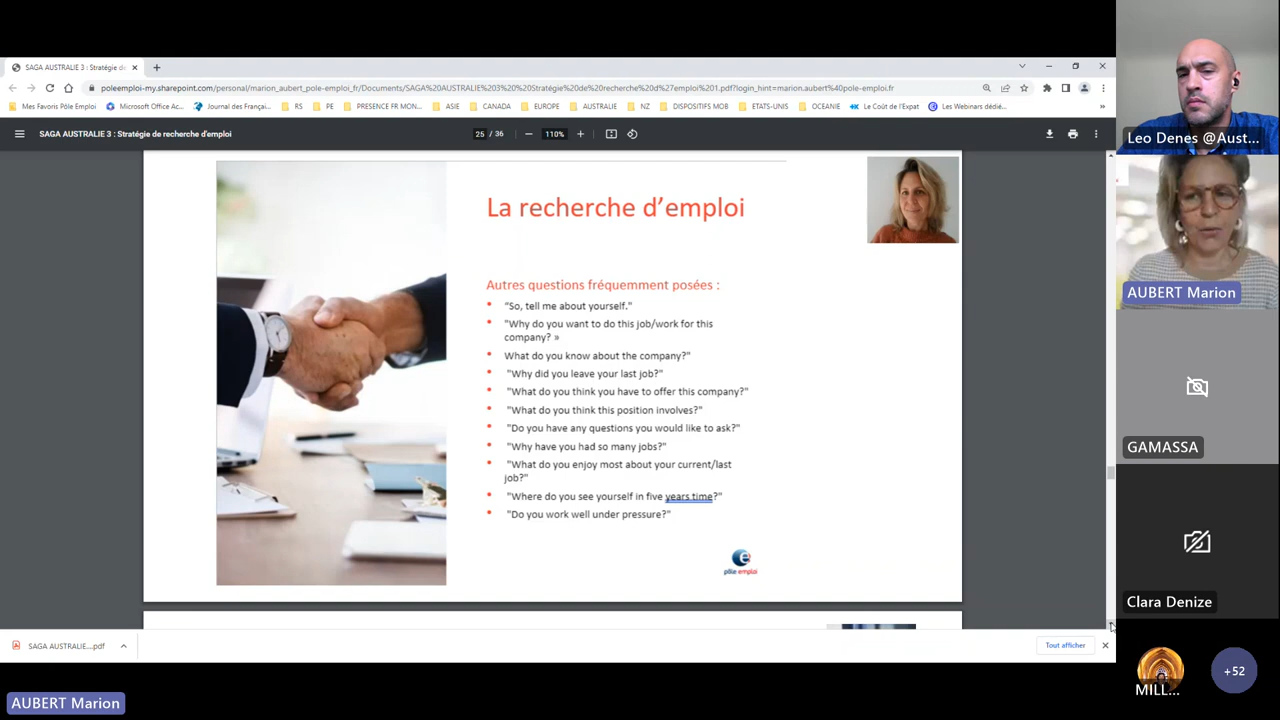 SAGA AUSTRALIE 3 : Stratégie de
poleemploi-my.sharepoint.com/personal/marion_aubert_pole-emploi_fr/Documents/SAGA%20AUSTRALIE%203%20%20Stratégie%20de%20recherche%20d%27emploi%201.pdf?login_hint=marion.aubert%40pole-emploi.fr
Mes Favoris Pôle Emploi
Microsoft Office Ac...
Journal des Françai...
RS
PE
PRESENCE FR MON...
ASIE
CANADA
EUROPE
AUSTRALIE
NZ
DISPOSITIFS MOB
ETATS-UNIS
OCEANIE
Le Coût de l'Expat
Les Webinars dédié...
»
SAGA AUSTRALIE 3 : Stratégie de recherche d'emploi
25 / 36
110%
La recherche d'emploi
Autres questions fréquemment posées :
"So, tell me about yourself."
"Why do you want to do this job/work for this
company? »
What do you know about the company?"
"Why did you leave your last job?"
"What do you think you have to offer this company?"
"What do you think this position involves?"
"Do you have any questions you would like to ask?"
"Why have you had so many jobs?"
"What do you enjoy most about your current/last
job?"
"Where do you see yourself in five years time?"
"Do you work well under pressure?"
pôle emploi
SAGA AUSTRALIE....pdf
Tout afficher
Leo Denes @Aust...
AUBERT Marion
GAMASSA
Clara Denize
MILL...
+52
AUBERT Marion